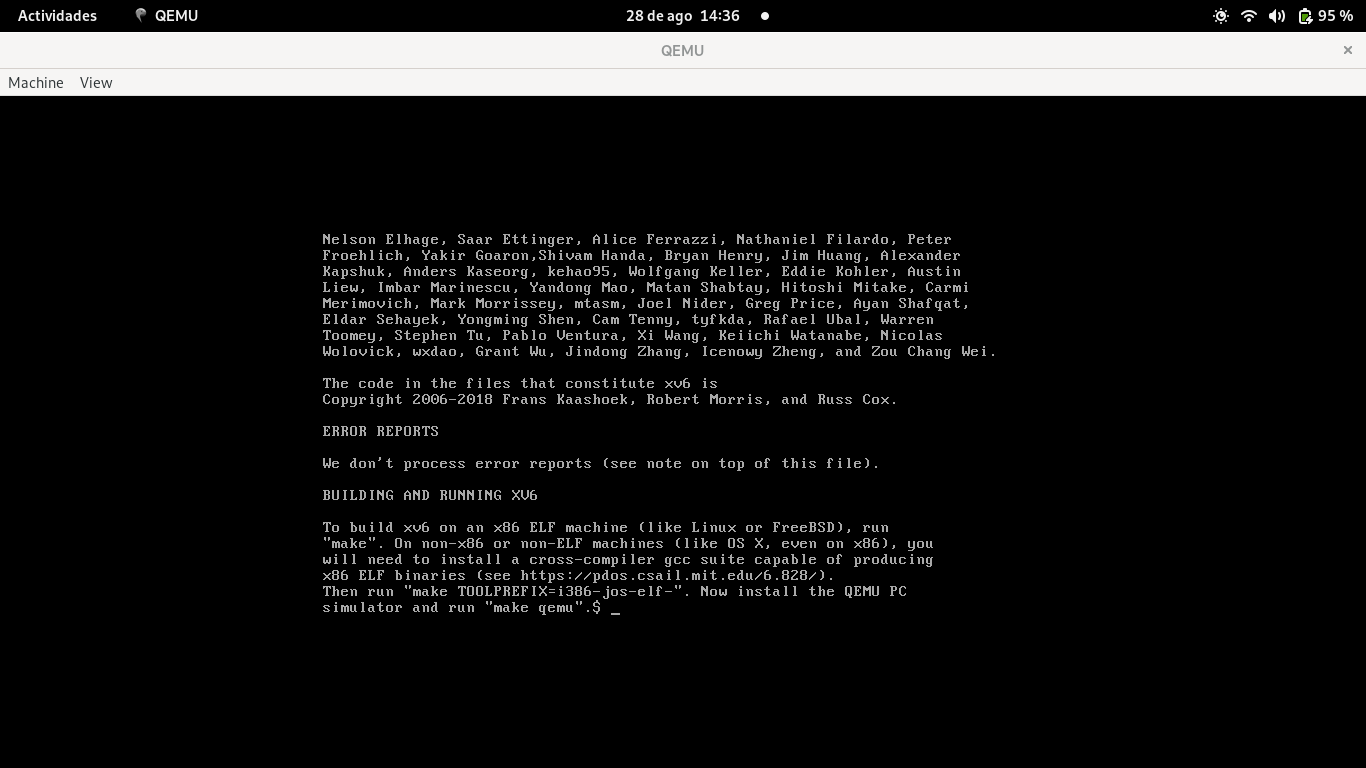 Actividades QEMU 28 de ago 14:36 95 %
QEMU
Machine View
Nelson Elhage, Saar Ettinger, Alice Ferrazzi, Nathaniel Filardo, Peter
Froehlich, Yakir Goaron,Shivam Handa, Bryan Henry, Jim Huang, Alexander
Kapshuk, Anders Kaseorg, kehao95, Wolfgang Keller, Eddie Kohler, Austin
Liew, Imbar Marinescu, Yandong Mao, Matan Shabtay, Hitoshi Mitake, Carmi
Merimovich, Mark Morrissey, mtasm, Joel Nider, Greg Price, Ayan Shafqat,
Eldar Sehayek, Yongming Shen, Cam Tenny, tyfkda, Rafael Ubal, Warren
Toomey, Stephen Tu, Pablo Ventura, Xi Wang, Keiichi Watanabe, Nicolas
Wolovick, wxdao, Grant Wu, Jindong Zhang, Icenowy Zheng, and Zou Chang Wei.
The code in the files that constitute xv6 is
Copyright 2006-2018 Frans Kaashoek, Robert Morris, and Russ Cox.
ERROR REPORTS
We don't process error reports (see note on top of this file).
BUILDING AND RUNNING XV6
To build xv6 on an x86 ELF machine (like Linux or FreeBSD), run
"make". On non-x86 or non-ELF machines (like OS X, even on x86), you
will need to install a cross-compiler gcc suite capable of producing
x86 ELF binaries (see https://pdos.csail.mit.edu/6.828/).
Then run "make TOOLPREFIX=i386-jos-elf-". Now install the QEMU PC
simulator and run "make qemu".$ _